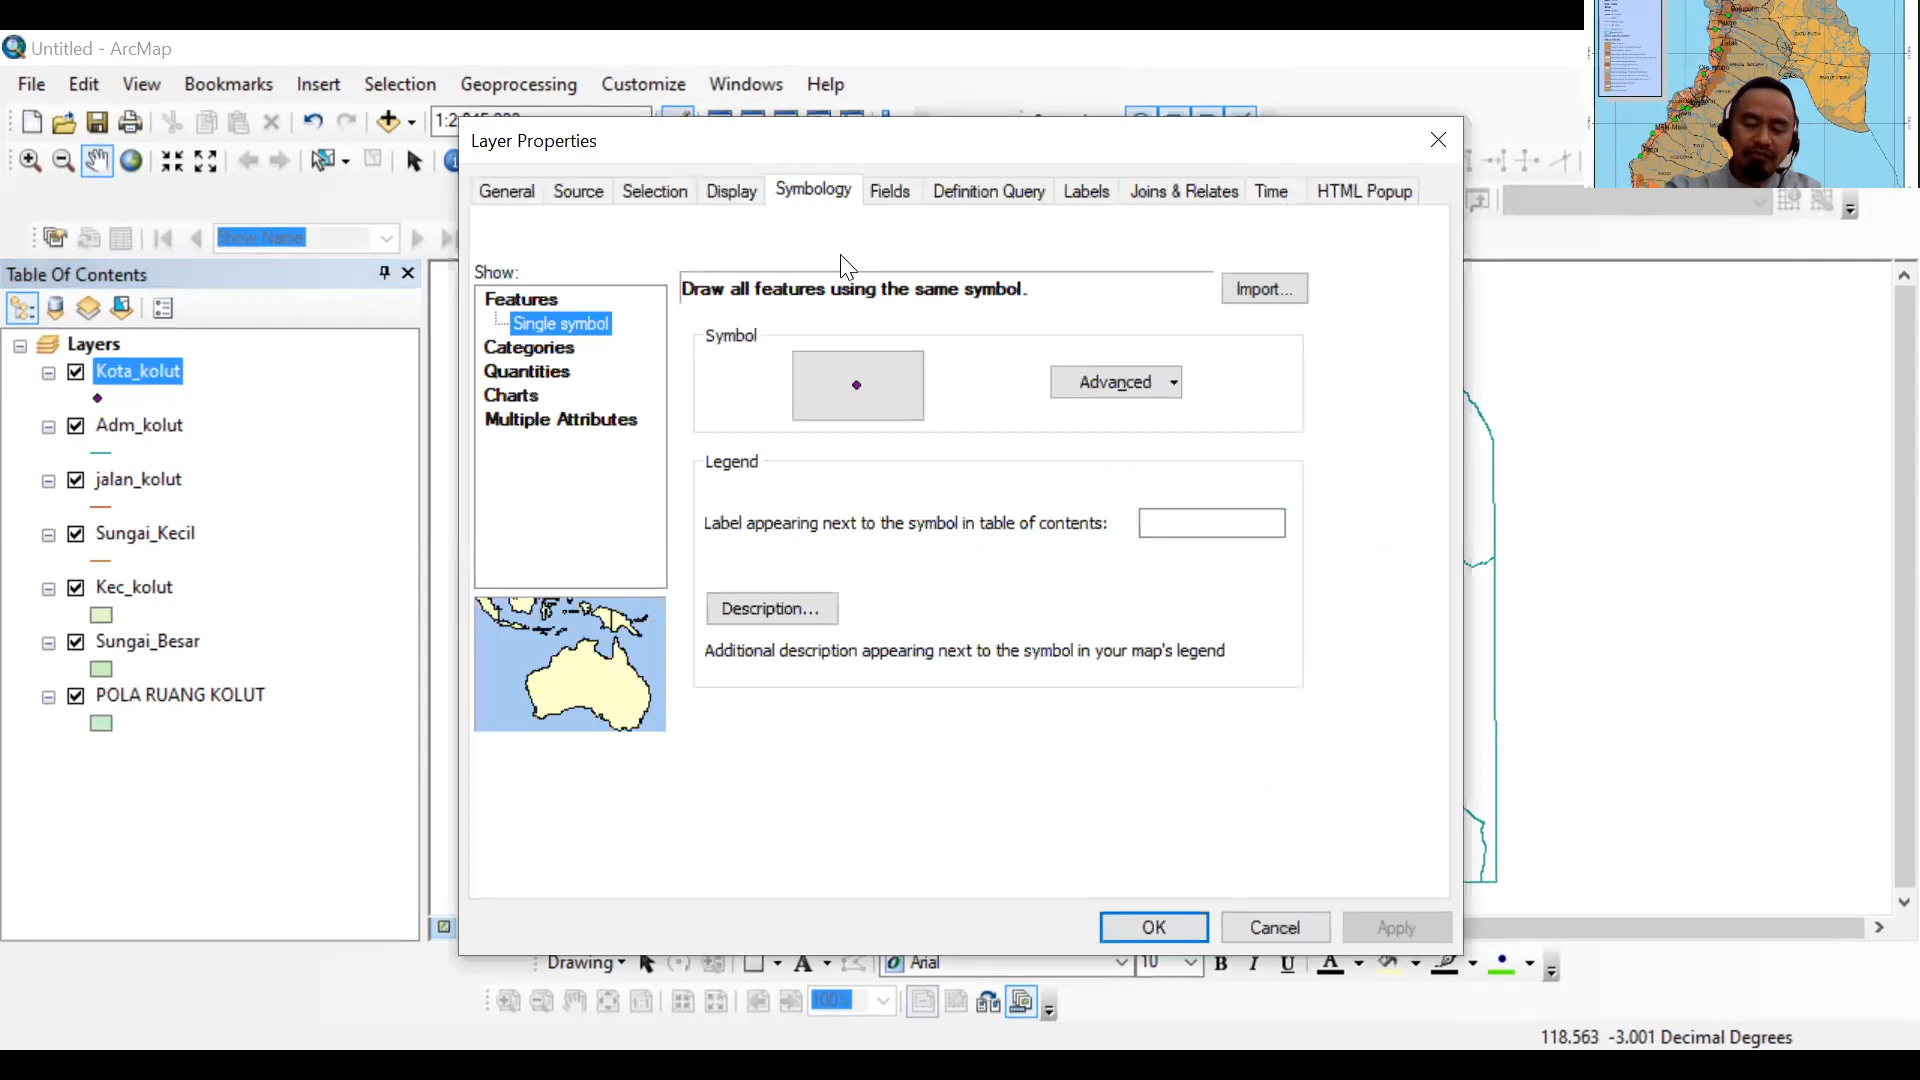 Untitled - ArcMap
File Edit View Bookmarks Insert Selection Geoprocessing Customize Windows Help
Layer Properties
General Source Selection Display Symbology Fields Definition Query Labels Joins & Relates Time HTML Popup
Show Name
Table Of Contents
Show:
Features
Single symbol
Categories
Quantities
Charts
Multiple Attributes
Draw all features using the same symbol.
Import...
Symbol
Advanced
Legend
Label appearing next to the symbol in table of contents:
Description...
Additional description appearing next to the symbol in your map's legend
Layers
Kota_kolut
Adm_kolut
jalan_kolut
Sungai_Kecil
Kec_kolut
Sungai_Besar
POLA RUANG KOLUT
OK Cancel Apply
Drawing A Arial 10 B I U A
100%
118.563 -3.001 Decimal Degrees